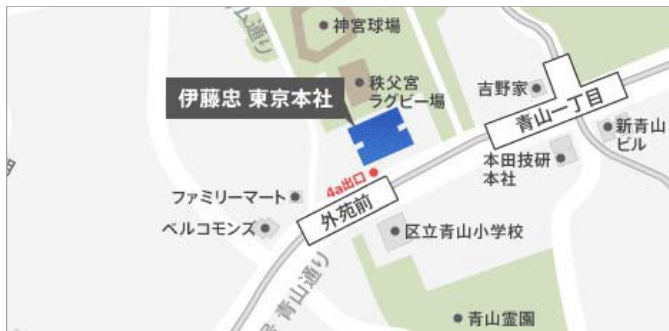 神宮球場
秩父宮
ラグビー場
伊藤忠 東京本社
吉野家
青山一丁目
新青山
ビル
本田技研
本社
4a出口
ファミリーマート
外苑前
ベルコモンズ
区立青山小学校
号 青山通り
青山霊園